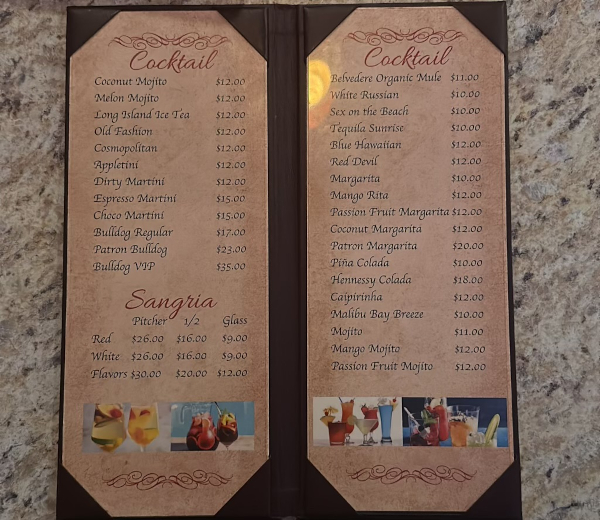 Cocktail
Coconut Mojito $12.00
Melon Mojito $12.00
Long Island Ice Tea $12.00
Old Fashion $12.00
Cosmopolitan $12.00
Appletini $12.00
Dirty Martini $12.00
Espresso Martini $15.00
Choco Martini $15.00
Bulldog Regular $17.00
Patron Bulldog $23.00
Bulldog VIP $35.00
Sangria
Pitcher 1/2 Glass
Red $26.00 $16.00 $9.00
White $26.00 $16.00 $9.00
Flavors $30.00 $20.00 $12.00
Cocktail
Belvedere Organic Mule $11.00
White Russian $10.00
Sex on the Beach $10.00
Tequila Sunrise $10.00
Blue Hawaiian $12.00
Red Devil $12.00
Margarita $10.00
Mango Rita $12.00
Passion Fruit Margarita $12.00
Coconut Margarita $12.00
Patron Margarita $20.00
Piña Colada $10.00
Hennessy Colada $18.00
Caipirinha $12.00
Malibu Bay Breeze $10.00
Mojito $11.00
Mango Mojito $12.00
Passion Fruit Mojito $12.00